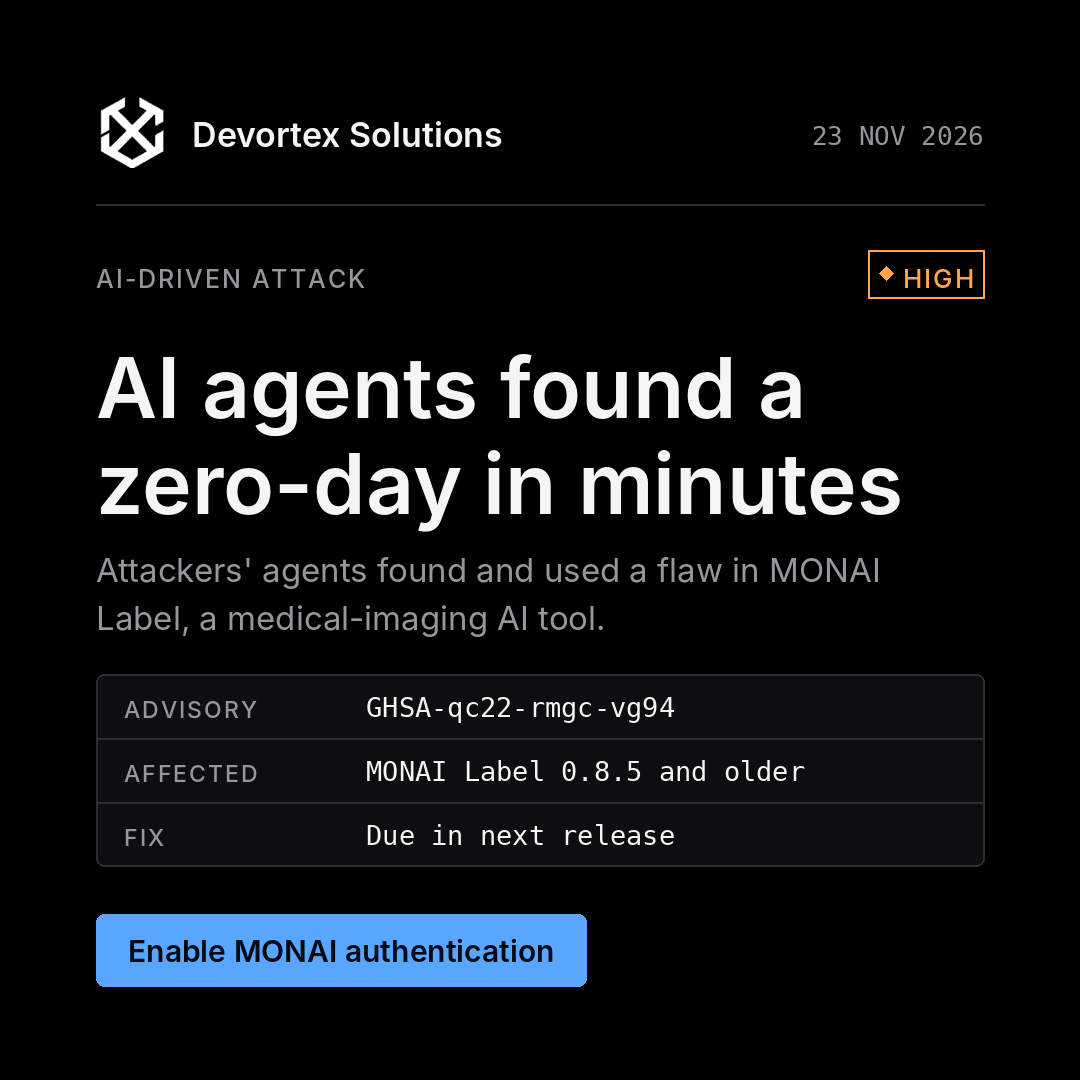 Devortex Solutions
23 NOV 2026
AI-DRIVEN ATTACK
HIGH
AI agents found a
zero-day in minutes
Attackers' agents found and used a flaw in MONAI
Label, a medical-imaging AI tool.
ADVISORY GHSA-qc22-rmgc-vg94
AFFECTED MONAI Label 0.8.5 and older
FIX Due in next release
Enable MONAI authentication